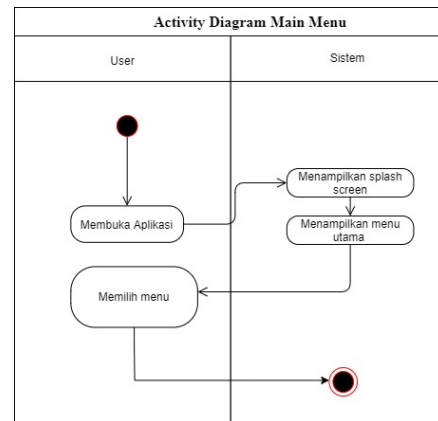 Activity Diagram Main Menu
User
Sistem
Menampilkan splash
screen
Membuka Aplikasi
Menampilkan menu
utama
Memilih menu